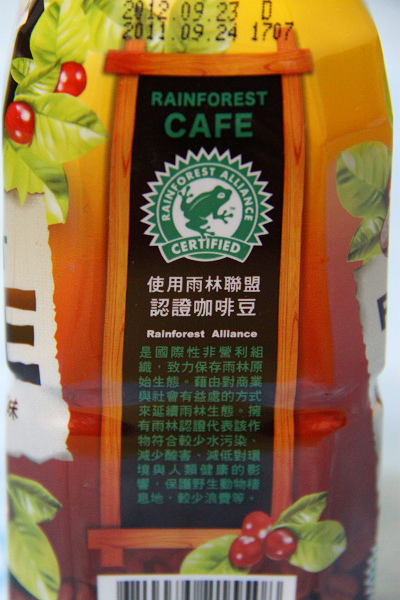 2012.09.23 D
2011.09.24 1707
RAINFOREST
CAFE
RAINFOREST ALLIANCE
CERTIFIED
使用雨林聯盟
認證咖啡豆
Rainforest Alliance
是國際性非營利組
織，致力保存雨林原
始生態。藉由對商業
與社會有益處的方式
來延續雨林生態。擁
有雨林認證代表該作
物符合較少水污染、
減少酸害、減低對環
境與人類健康的影
響，保護野生動物棲
息地，較少浪費等。
味